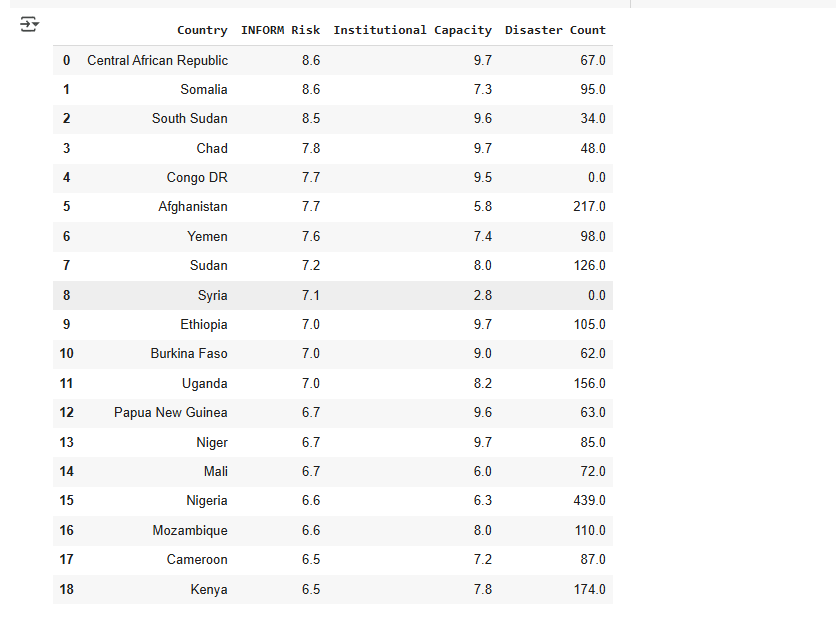 Country INFORM Risk Institutional Capacity Disaster Count
0 Central African Republic 8.6 9.7 67.0
1 Somalia 8.6 7.3 95.0
2 South Sudan 8.5 9.6 34.0
3 Chad 7.8 9.7 48.0
4 Congo DR 7.7 9.5 0.0
5 Afghanistan 7.7 5.8 217.0
6 Yemen 7.6 7.4 98.0
7 Sudan 7.2 8.0 126.0
8 Syria 7.1 2.8 0.0
9 Ethiopia 7.0 9.7 105.0
10 Burkina Faso 7.0 9.0 62.0
11 Uganda 7.0 8.2 156.0
12 Papua New Guinea 6.7 9.6 63.0
13 Niger 6.7 9.7 85.0
14 Mali 6.7 6.0 72.0
15 Nigeria 6.6 6.3 439.0
16 Mozambique 6.6 8.0 110.0
17 Cameroon 6.5 7.2 87.0
18 Kenya 6.5 7.8 174.0